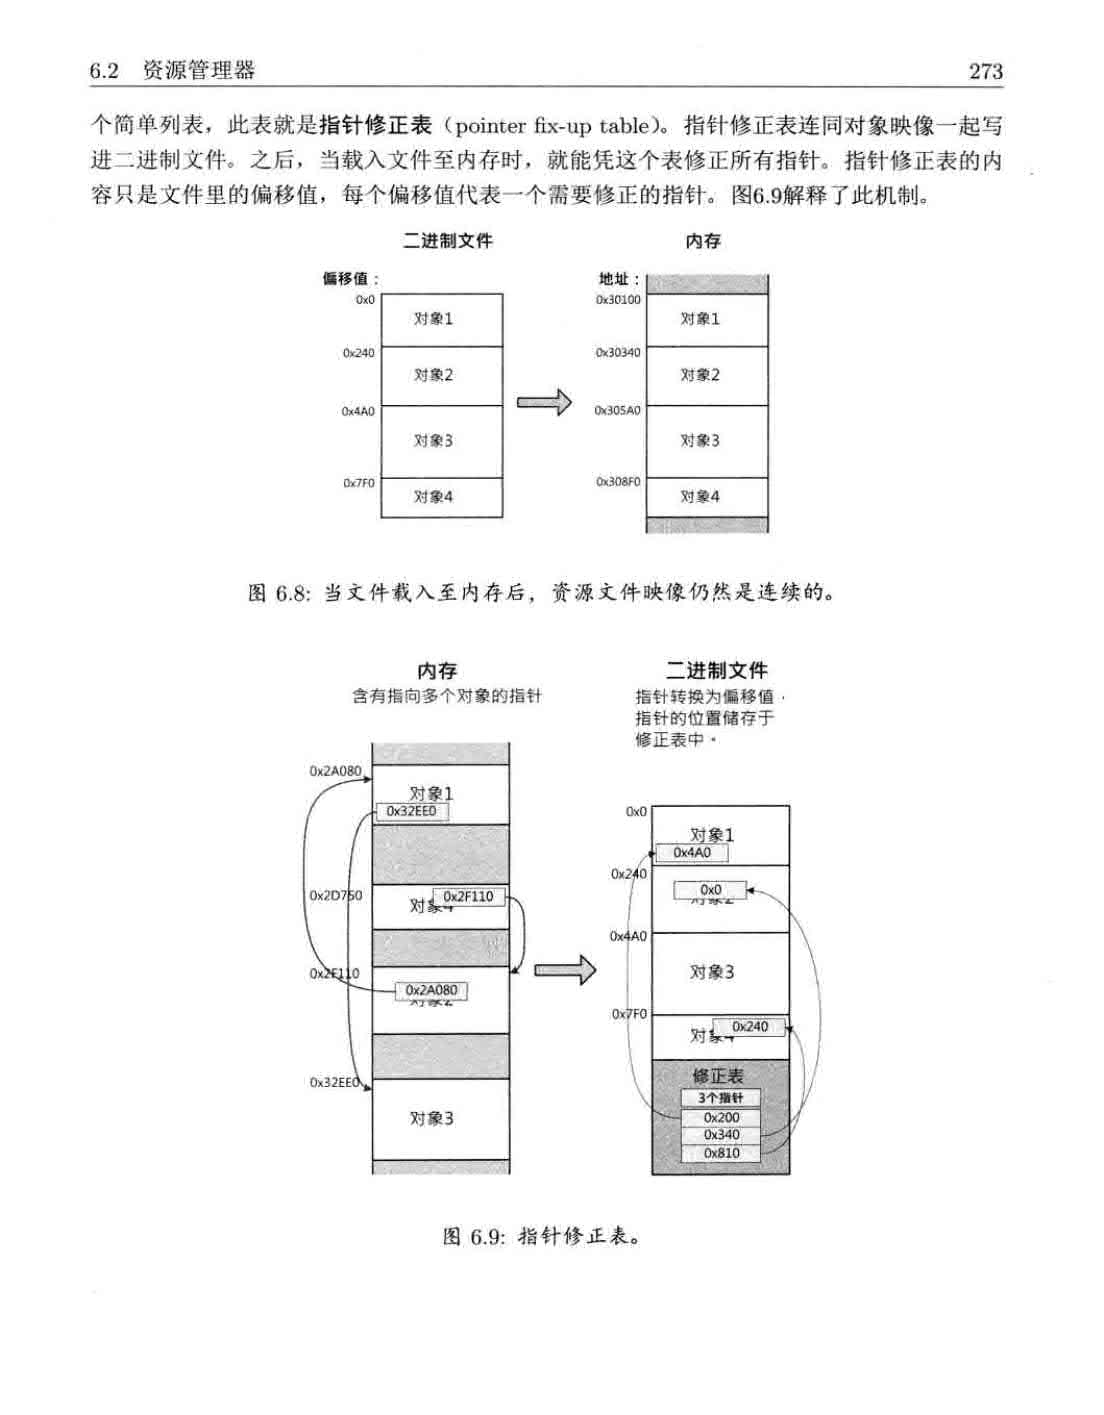 6.2 资源管理器 273
个简单列表，此表就是指针修正表（pointer fix-up table）。指针修正表连同对象映像一起写
进二进制文件。之后，当载入文件至内存时，就能凭这个表修正所有指针。指针修正表的内
容只是文件里的偏移值，每个偏移值代表一个需要修正的指针。图6.9解释了此机制。
二进制文件 内存
偏移值： 地址：
0x0 0x30100
对象1 对象1
0x240 0x30340
对象2 对象2
0x4A0 0x305A0
对象3 对象3
0x7F0 0x308F0
对象4 对象4
图 6.8: 当文件载入至内存后，资源文件映像仍然是连续的。
内存
含有指向多个对象的指针
0x2A080
对象1
0x32EE0
0x2D750
对象4
0x2F110
0x2F110
0x2A080
对象2
0x32EE0
对象3
二进制文件
指针转换为偏移值，
指针的位置储存于
修正表中。
0x0
对象1
0x4A0
0x240
0x0
对象2
0x4A0
对象3
0x7F0
0x240
对象4
修正表
3个指针
0x200
0x340
0x810
图 6.9: 指针修正表。